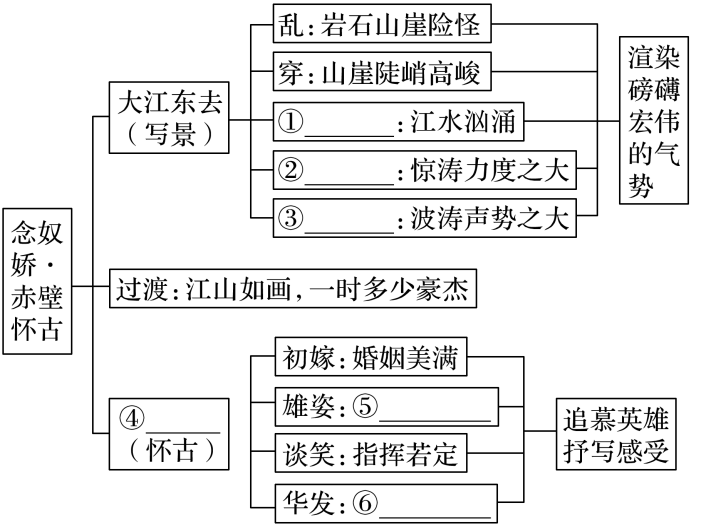 念奴
娇·
赤壁
怀古
大江东去
（写景）
乱：岩石山崖险怪
穿：山崖陡峭高峻
①______：江水汹涌
②______：惊涛力度之大
③______：波涛声势之大
渲染
磅礴
宏伟
的气
势
过渡：江山如画，一时多少豪杰
④______
（怀古）
初嫁：婚姻美满
雄姿：⑤________
谈笑：指挥若定
华发：⑥________
追慕英雄
抒写感受